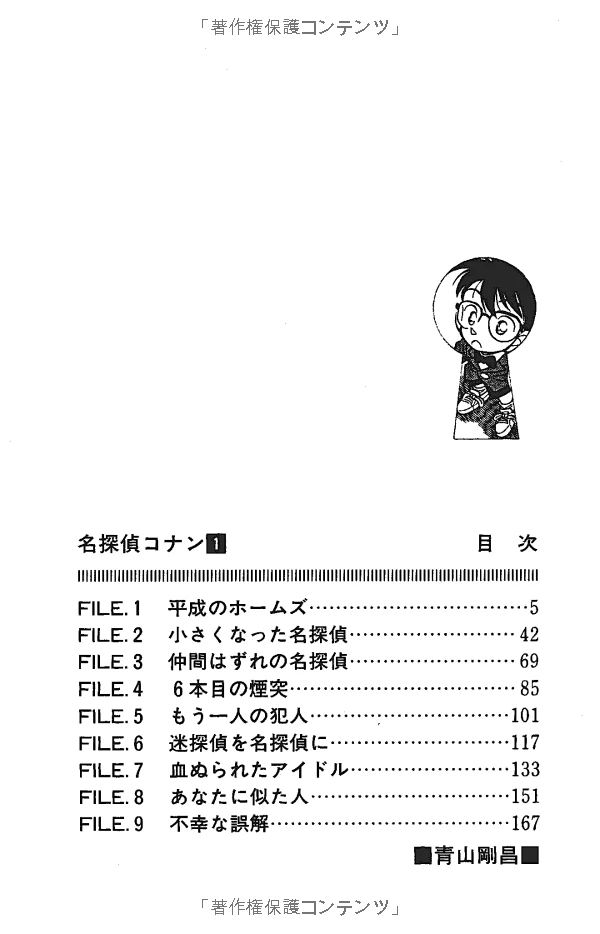 「著作権保護コンテンツ」
名探偵コナン1 目 次
FILE.1 平成のホームズ……………………………5
FILE.2 小さくなった名探偵……………………42
FILE.3 仲間はずれの名探偵……………………69
FILE.4 6本目の煙突……………………………85
FILE.5 もう一人の犯人…………………………101
FILE.6 迷探偵を名探偵に………………………117
FILE.7 血ぬられたアイドル……………………133
FILE.8 あなたに似た人…………………………151
FILE.9 不幸な誤解………………………………167
■青山剛昌■
「著作権保護コンテンツ」